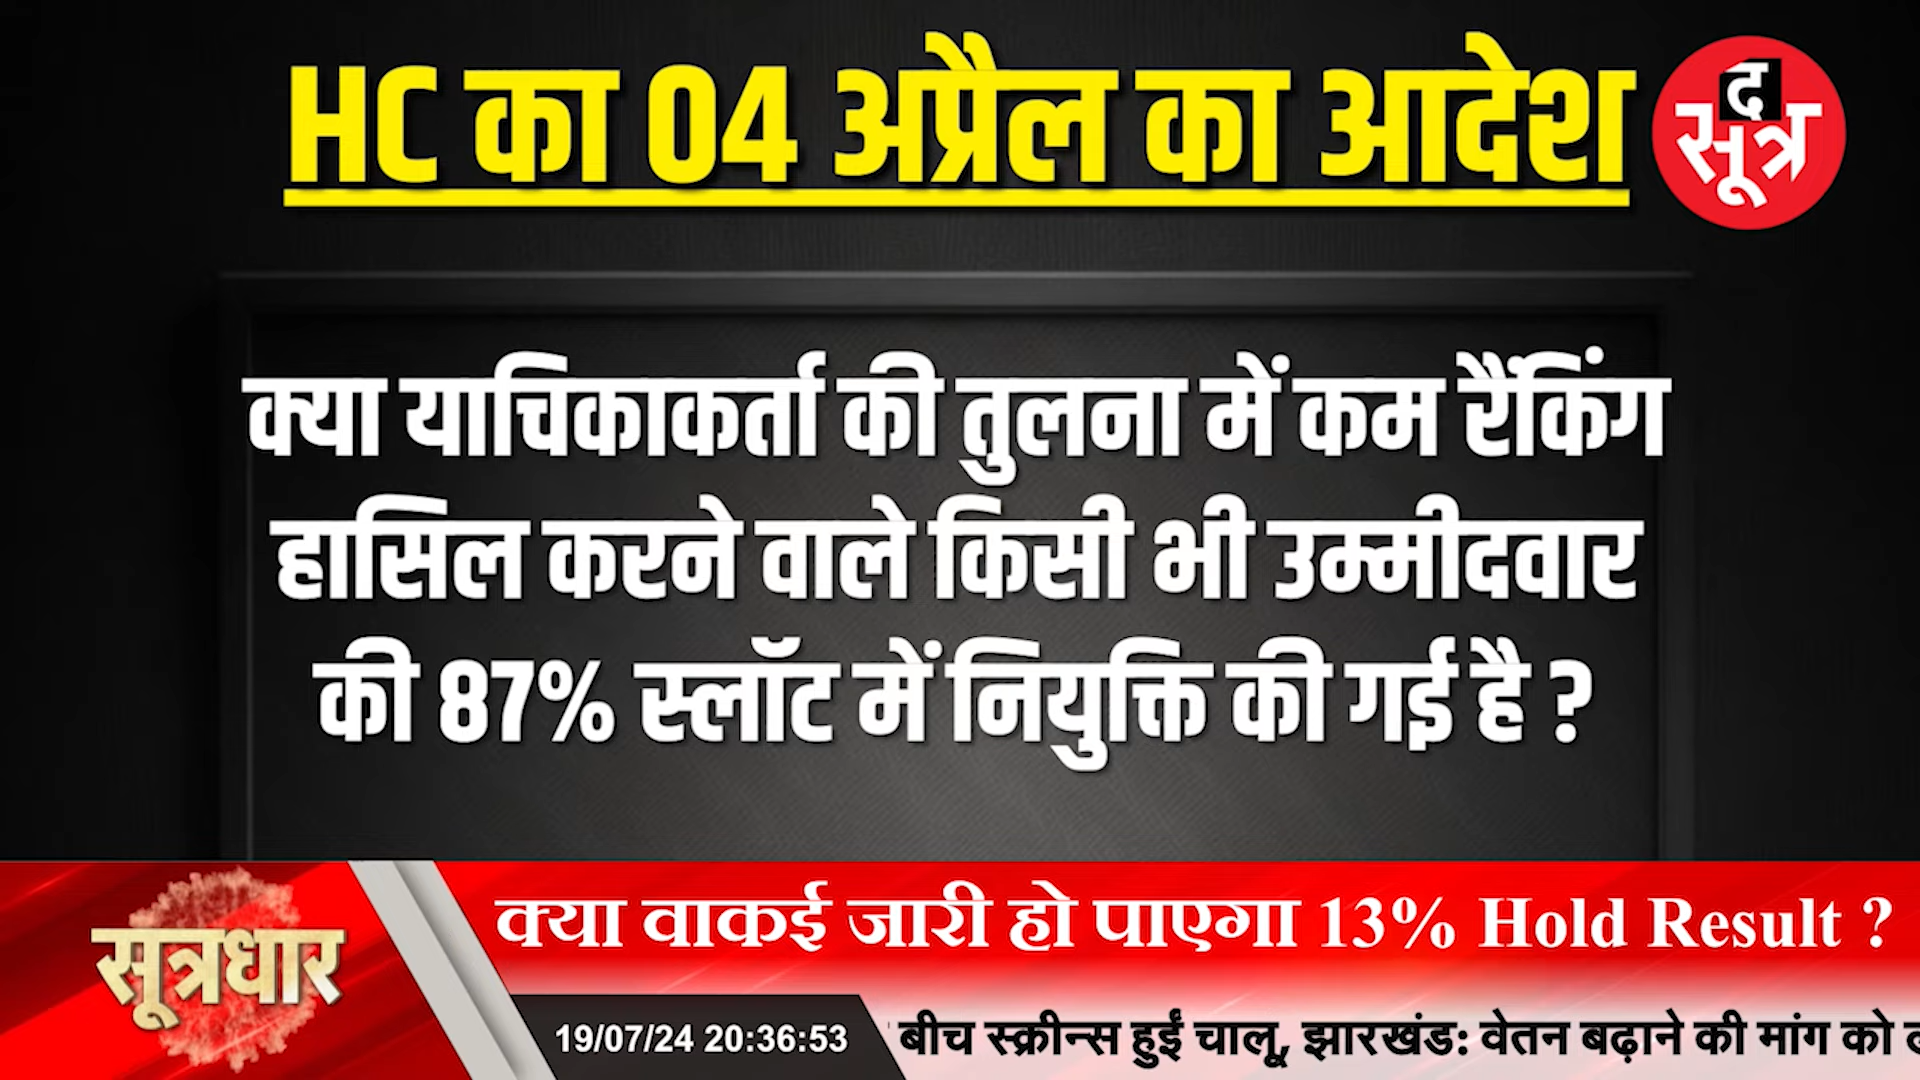 HC का 04 अप्रैल का आदेश
द
सूत्र
क्या याचिकाकर्ता की तुलना में कम रैंकिंग
हासिल करने वाले किसी भी उम्मीदवार
की 87% स्लॉट में नियुक्ति की गई है ?
सूत्रधार
क्या वाकई जारी हो पाएगा 13% Hold Result ?
19/07/24 20:36:53
बीच स्क्रीन्स हुईं चालू, झारखंड: वेतन बढ़ाने की मांग को